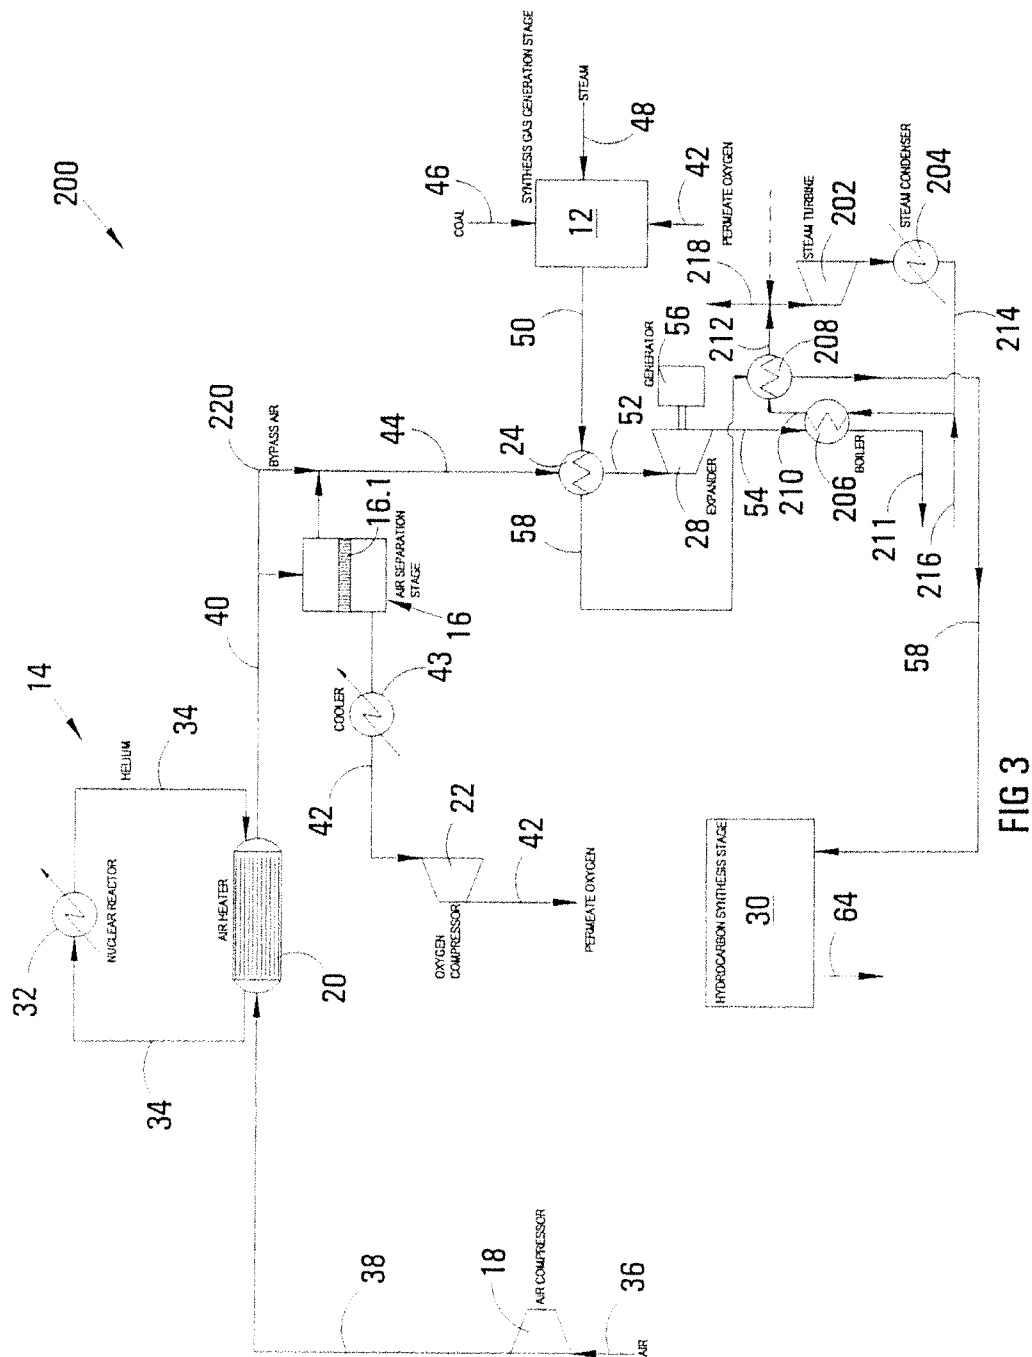 200
14
HELIUM
34
32
NUCLEAR REACTOR
AIR HEATER
20
34
38
18
AIR COMPRESSOR
36
AIR
40
220
BYPASS AIR
16.1
AIR SEPARATION
STAGE
16
COOLER
43
42
22
OXYGEN
COMPRESSOR
42
PERMEATE OXYGEN
44
24
58
50
46
COAL
SYNTHESIS GAS GENERATION STAGE
12
STEAM
48
42
PERMEATE OXYGEN
52
GENERATOR
56
28
EXPANDER
54
218
212
208
210
206
BOILER
211
216
STEAM TURBINE
202
STEAM CONDENSER
204
214
58
HYDROCARBON SYNTHESIS STAGE
30
64
FIG 3